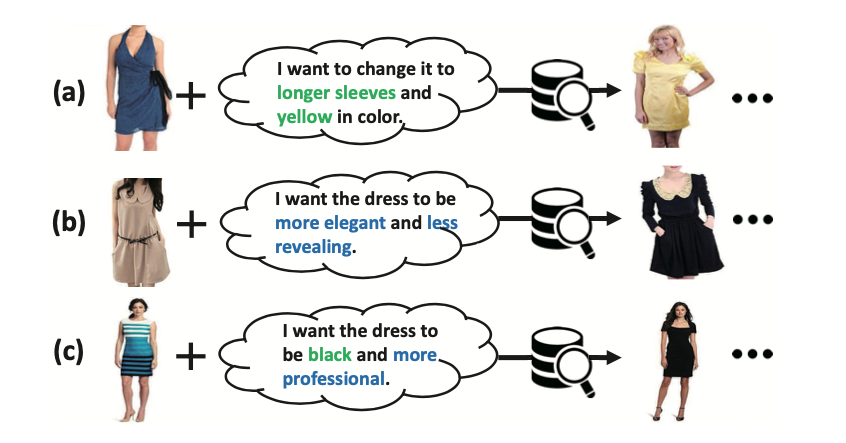 (a)
I want to change it to
longer sleeves and
yellow in color.
(b)
I want the dress to be
more elegant and less
revealing.
(c)
I want the dress to
be black and more
professional.